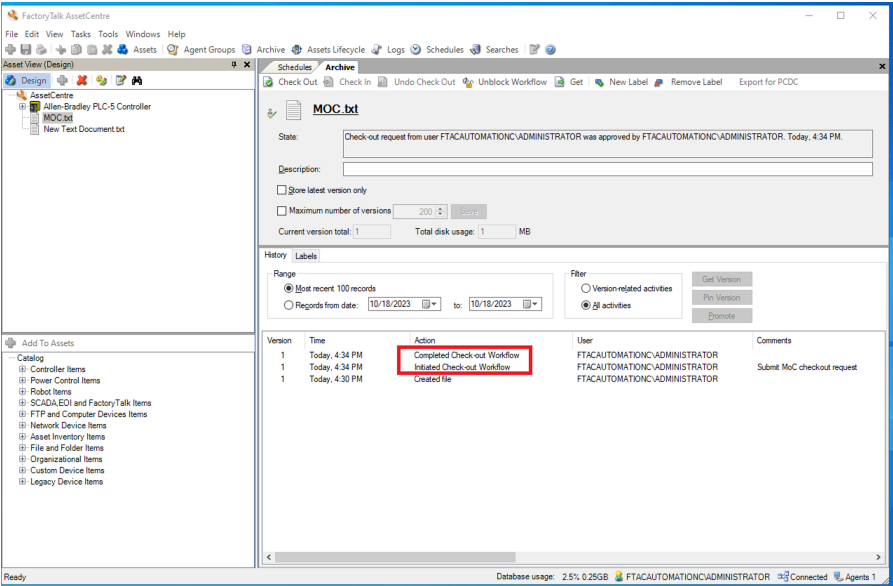 FactoryTalk AssetCentre
File Edit View Tasks Tools Windows Help
Assets Agent Groups Archive Assets Lifecycle Logs Schedules Searches
Asset View (Design)
Design
AssetCentre
Allen-Bradley PLC-5 Controller
MOC.txt
New Text Document.txt
Add To Assets
Catalog
Controller Items
Power Control Items
Robot Items
SCADA,EOI and FactoryTalk Items
FTP and Computer Devices Items
Network Device Items
Asset Inventory Items
File and Folder Items
Organizational Items
Custom Device Items
Legacy Device Items
Schedules Archive
Check Out Check In Undo Check Out Unblock Workflow Get New Label Remove Label Export for PCDC
MOC.txt
State: Check-out request from user FTACAUTOMATIONC\ADMINISTRATOR was approved by FTACAUTOMATIONC\ADMINISTRATOR. Today, 4:34 PM.
Description:
Store latest version only
Maximum number of versions 200 Save
Current version total: 1 Total disk usage: 1 MB
History Labels
Range
Most recent 100 records
Records from date: 10/18/2023 to: 10/18/2023
Filter
Version-related activities
All activities
Get Version
Pin Version
Promote
Version Time Action User Comments
1 Today, 4:34 PM Completed Check-out Workflow FTACAUTOMATIONC\ADMINISTRATOR
1 Today, 4:34 PM Initiated Check-out Workflow FTACAUTOMATIONC\ADMINISTRATOR Submit MoC checkout request
1 Today, 4:30 PM Created file FTACAUTOMATIONC\ADMINISTRATOR
Ready Database usage: 2.5% 0.25GB FTACAUTOMATIONC\ADMINISTRATOR Connected Agents 1